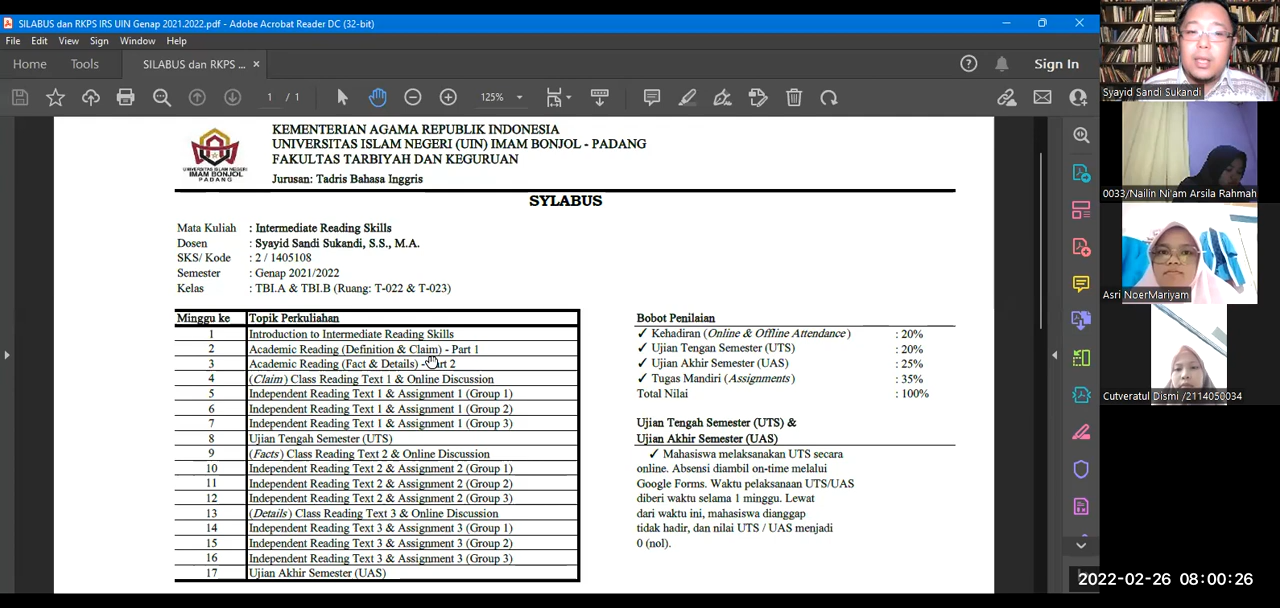 SILABUS dan RKPS IRS UIN Genap 2021.2022.pdf - Adobe Acrobat Reader DC (32-bit)
File Edit View Sign Window Help
Home Tools SILABUS dan RKPS ... × Sign In
1 / 1 125%
UNIVERSITAS ISLAM NEGERI
IMAM BONJOL
PADANG
KEMENTERIAN AGAMA REPUBLIK INDONESIA
UNIVERSITAS ISLAM NEGERI (UIN) IMAM BONJOL - PADANG
FAKULTAS TARBIYAH DAN KEGURUAN
Jurusan: Tadris Bahasa Inggris
SYLABUS
Mata Kuliah : Intermediate Reading Skills
Dosen : Syayid Sandi Sukandi, S.S., M.A.
SKS/ Kode : 2 / 1405108
Semester : Genap 2021/2022
Kelas : TBI.A & TBI.B (Ruang: T-022 & T-023)
Minggu ke Topik Perkuliahan
1 Introduction to Intermediate Reading Skills
2 Academic Reading (Definition & Claim) - Part 1
3 Academic Reading (Fact & Details) - Part 2
4 (Claim) Class Reading Text 1 & Online Discussion
5 Independent Reading Text 1 & Assignment 1 (Group 1)
6 Independent Reading Text 1 & Assignment 1 (Group 2)
7 Independent Reading Text 1 & Assignment 1 (Group 3)
8 Ujian Tengah Semester (UTS)
9 (Facts) Class Reading Text 2 & Online Discussion
10 Independent Reading Text 2 & Assignment 2 (Group 1)
11 Independent Reading Text 2 & Assignment 2 (Group 2)
12 Independent Reading Text 2 & Assignment 2 (Group 3)
13 (Details) Class Reading Text 3 & Online Discussion
14 Independent Reading Text 3 & Assignment 3 (Group 1)
15 Independent Reading Text 3 & Assignment 3 (Group 2)
16 Independent Reading Text 3 & Assignment 3 (Group 3)
17 Ujian Akhir Semester (UAS)
Bobot Penilaian
✓ Kehadiran (Online & Offline Attendance) : 20%
✓ Ujian Tengan Semester (UTS) : 20%
✓ Ujian Akhir Semester (UAS) : 25%
✓ Tugas Mandiri (Assignments) : 35%
Total Nilai : 100%
Ujian Tengah Semester (UTS) &
Ujian Akhir Semester (UAS)
✓ Mahasiswa melaksanakan UTS secara
online. Absensi diambil on-time melalui
Google Forms. Waktu pelaksanaan UTS/UAS
diberi waktu selama 1 minggu. Lewat
dari waktu ini, mahasiswa dianggap
tidak hadir, dan nilai UTS / UAS menjadi
0 (nol).
Syayid Sandi Sukandi
0033/Nailin Ni'am Arsila Rahmah
Asri NoerMariyam
Cutveratul Dismi /2114050034
2022-02-26 08:00:26